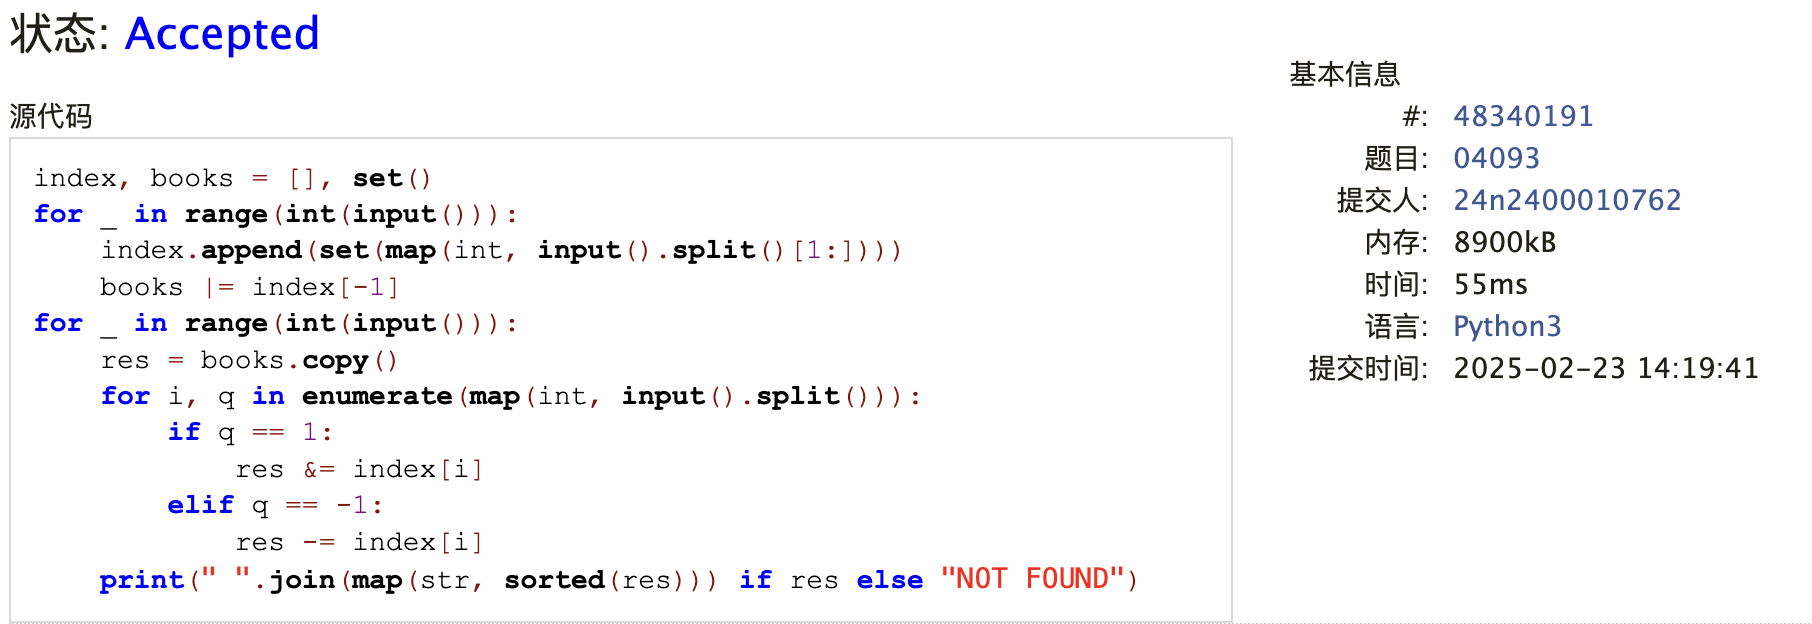 状态: Accepted
源代码
index, books = [], set()
for _ in range(int(input())):
    index.append(set(map(int, input().split()[1:])))
    books |= index[-1]
for _ in range(int(input())):
    res = books.copy()
    for i, q in enumerate(map(int, input().split())):
        if q == 1:
            res &= index[i]
        elif q == -1:
            res -= index[i]
    print(" ".join(map(str, sorted(res))) if res else "NOT FOUND")
基本信息
#: 48340191
题目: 04093
提交人: 24n2400010762
内存: 8900kB
时间: 55ms
语言: Python3
提交时间: 2025-02-23 14:19:41